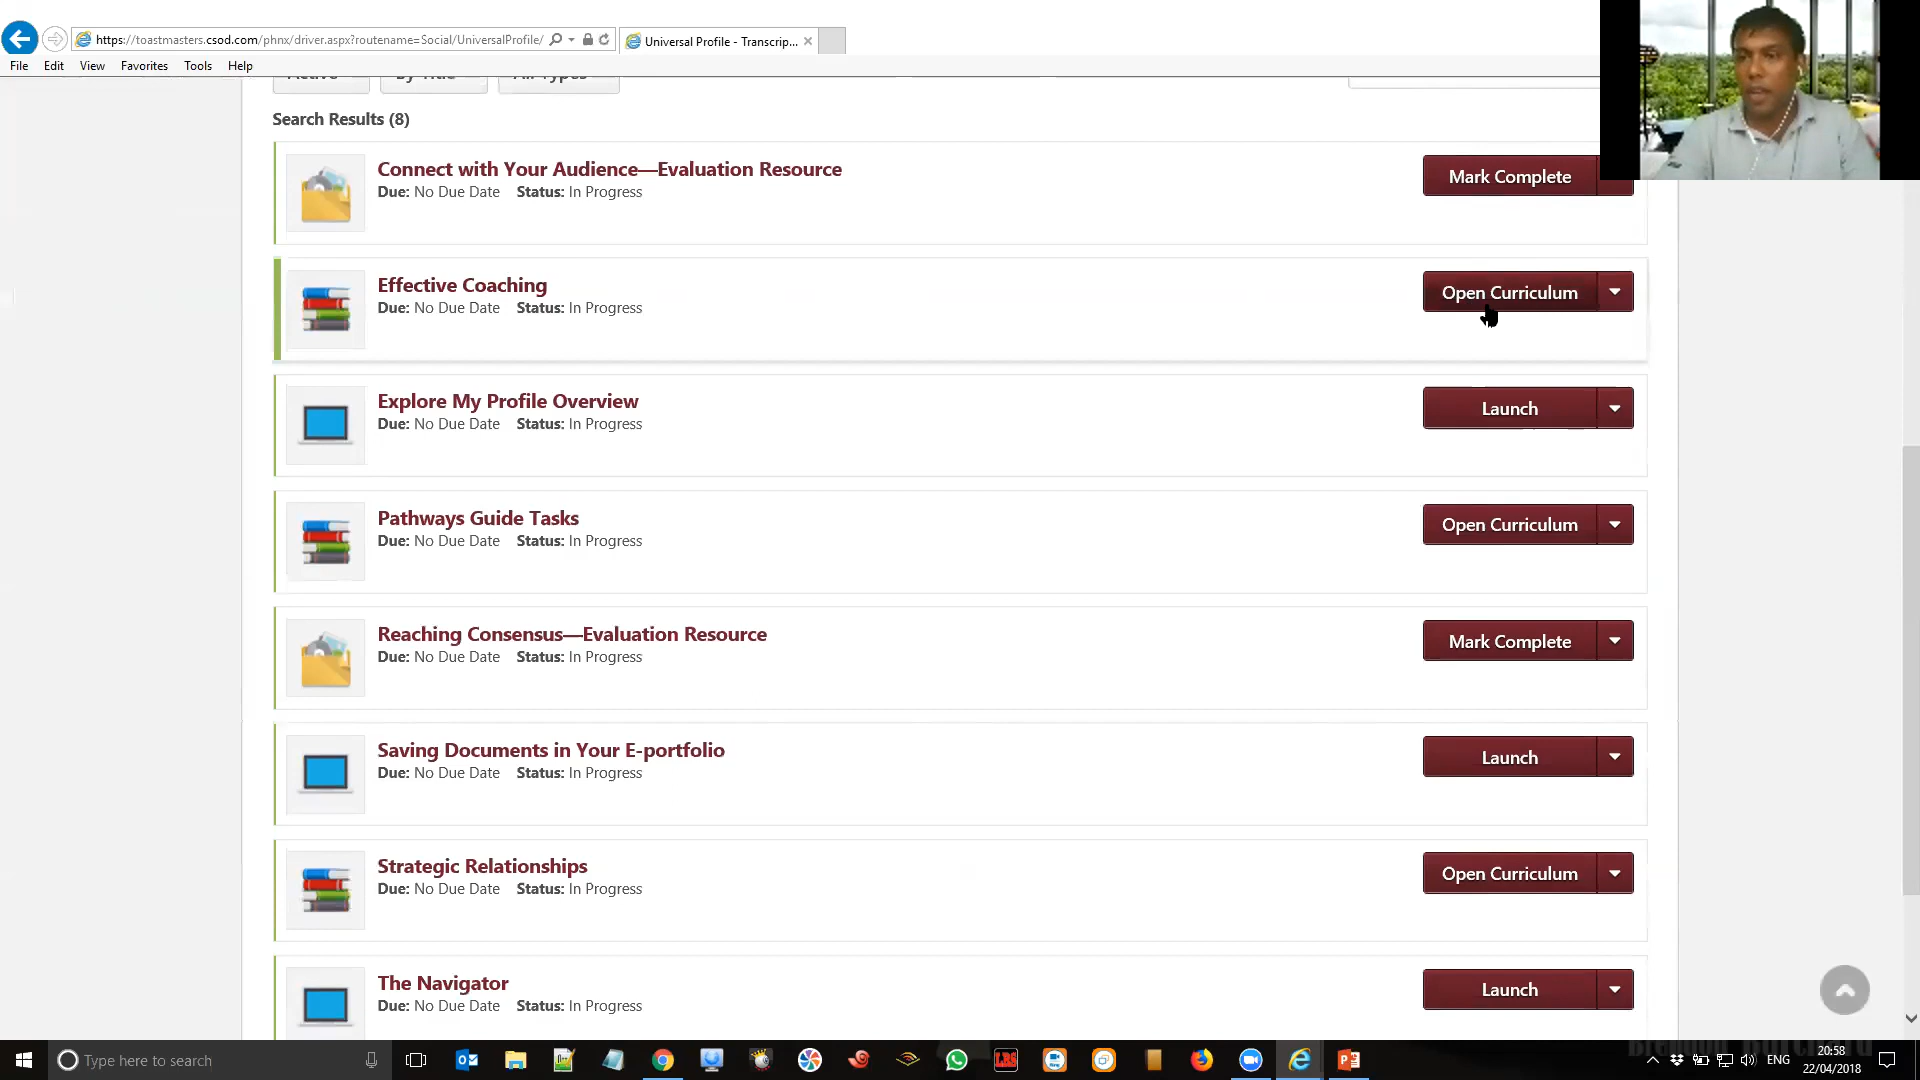 https://toastmasters.csod.com/phnx/driver.aspx?routename=Social/UniversalProfile/
Universal Profile - Transcrip...
File Edit View Favorites Tools Help
Active By Title All Types
Search Results (8)
Connect with Your Audience—Evaluation Resource
Due: No Due Date Status: In Progress
Mark Complete
Effective Coaching
Due: No Due Date Status: In Progress
Open Curriculum
Explore My Profile Overview
Due: No Due Date Status: In Progress
Launch
Pathways Guide Tasks
Due: No Due Date Status: In Progress
Open Curriculum
Reaching Consensus—Evaluation Resource
Due: No Due Date Status: In Progress
Mark Complete
Saving Documents in Your E-portfolio
Due: No Due Date Status: In Progress
Launch
Strategic Relationships
Due: No Due Date Status: In Progress
Open Curriculum
The Navigator
Due: No Due Date Status: In Progress
Launch
Type here to search
ENG
20:58
22/04/2018